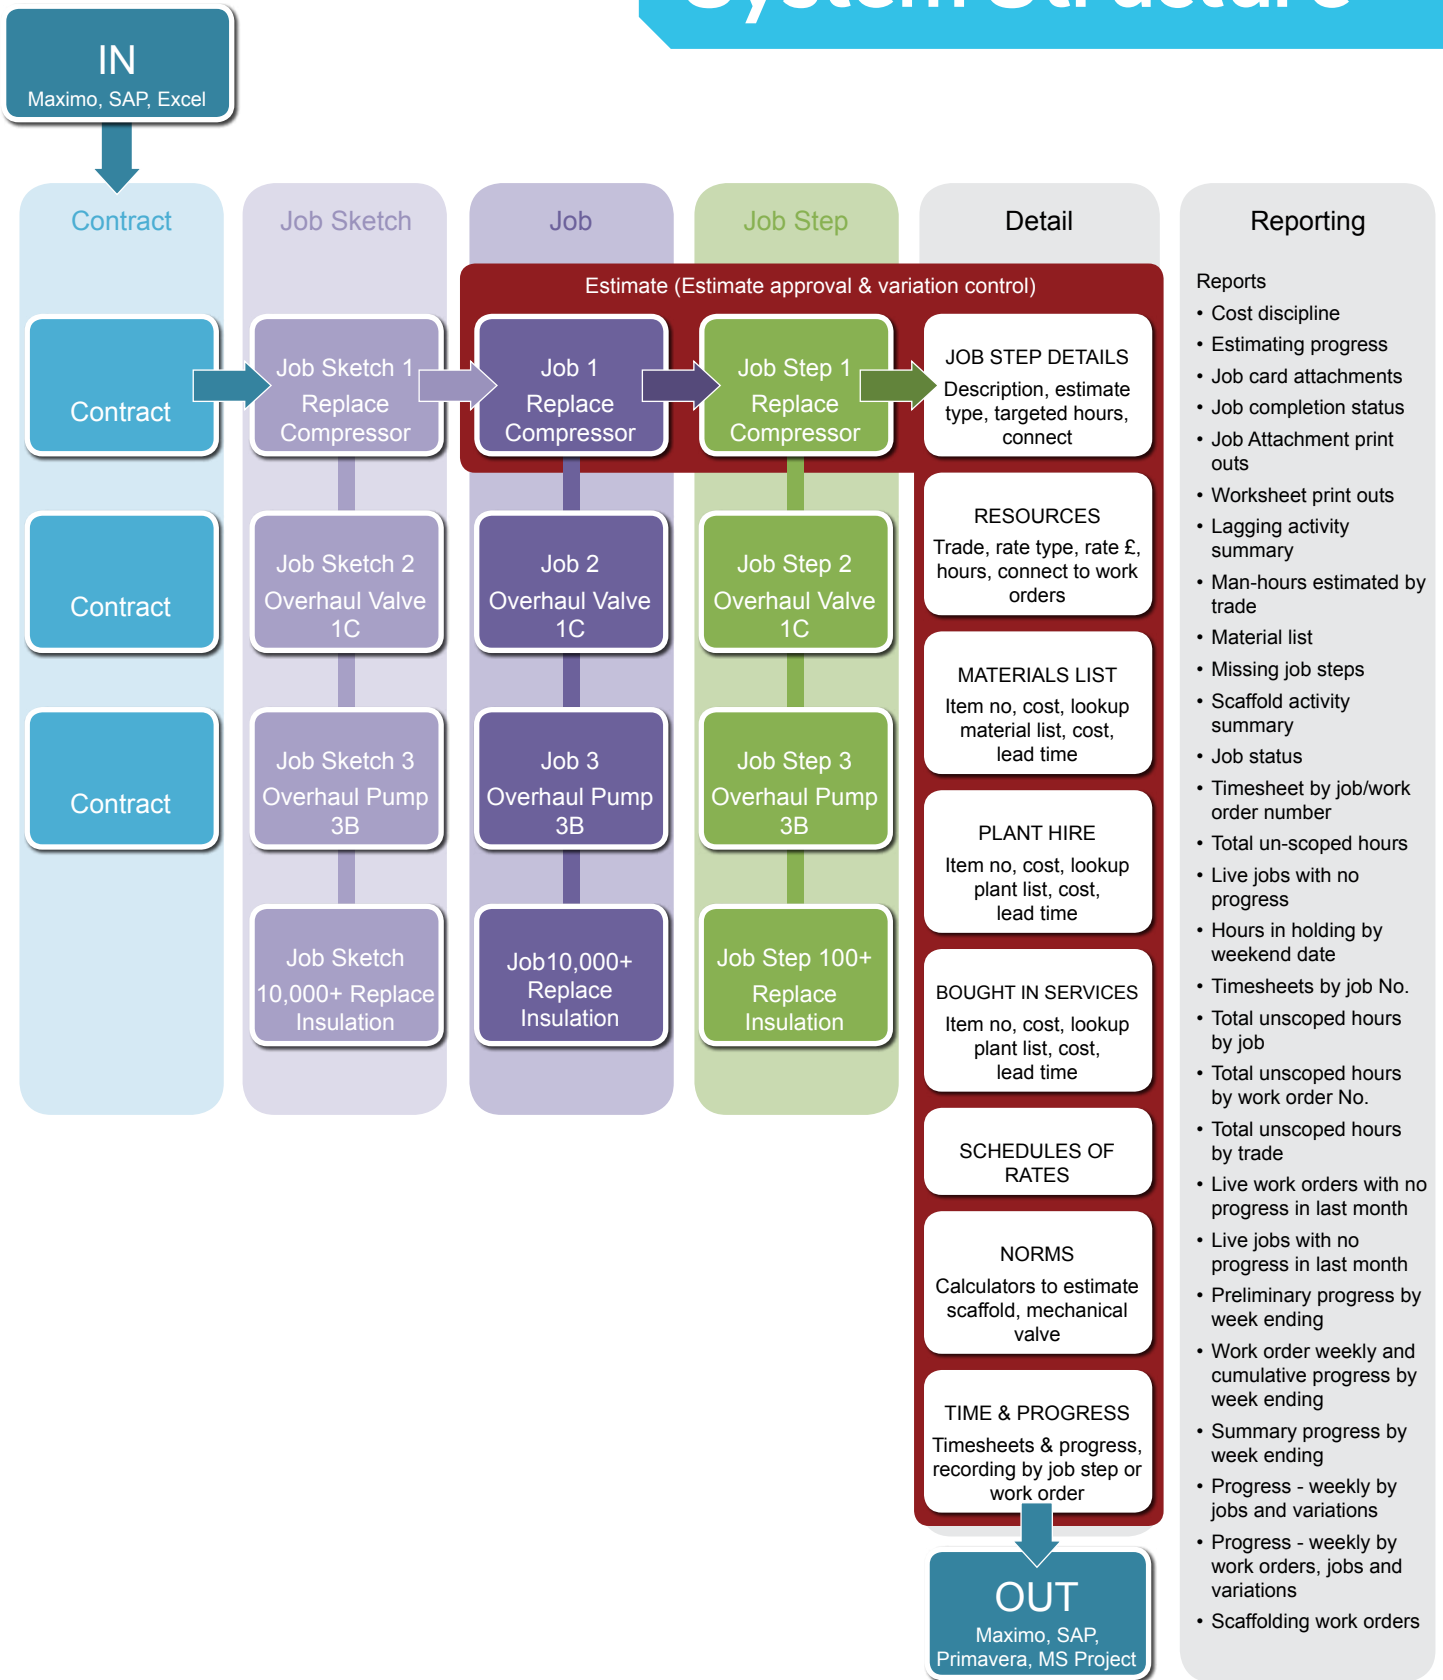 System Structure
IN
Maximo, SAP, Excel
Contract
Job Sketch
Job
Job Step
Detail
Reporting
Estimate (Estimate approval & variation control)
Contract
Job Sketch 1
Replace
Compressor
Job 1
Replace
Compressor
Job Step 1
Replace
Compressor
JOB STEP DETAILS
Description, estimate
type, targeted hours,
connect
Contract
Job Sketch 2
Overhaul Valve
1C
Job 2
Overhaul Valve
1C
Job Step 2
Overhaul Valve
1C
RESOURCES
Trade, rate type, rate £,
hours, connect to work
orders
Contract
Job Sketch 3
Overhaul Pump
3B
Job 3
Overhaul Pump
3B
Job Step 3
Overhaul Pump
3B
MATERIALS LIST
Item no, cost, lookup
material list, cost,
lead time
PLANT HIRE
Item no, cost, lookup
plant list, cost,
lead time
Job Sketch
10,000+ Replace
Insulation
Job10,000+
Replace
Insulation
Job Step 100+
Replace
Insulation
BOUGHT IN SERVICES
Item no, cost, lookup
plant list, cost,
lead time
SCHEDULES OF
RATES
NORMS
Calculators to estimate
scaffold, mechanical
valve
TIME & PROGRESS
Timesheets & progress,
recording by job step or
work order
OUT
Maximo, SAP,
Primavera, MS Project
Reports
• Cost discipline
• Estimating progress
• Job card attachments
• Job completion status
• Job Attachment print
outs
• Worksheet print outs
• Lagging activity
summary
• Man-hours estimated by
trade
• Material list
• Missing job steps
• Scaffold activity
summary
• Job status
• Timesheet by job/work
order number
• Total un-scoped hours
• Live jobs with no
progress
• Hours in holding by
weekend date
• Timesheets by job No.
• Total unscoped hours
by job
• Total unscoped hours
by work order No.
• Total unscoped hours
by trade
• Live work orders with no
progress in last month
• Live jobs with no
progress in last month
• Preliminary progress by
week ending
• Work order weekly and
cumulative progress by
week ending
• Summary progress by
week ending
• Progress - weekly by
jobs and variations
• Progress - weekly by
work orders, jobs and
variations
• Scaffolding work orders